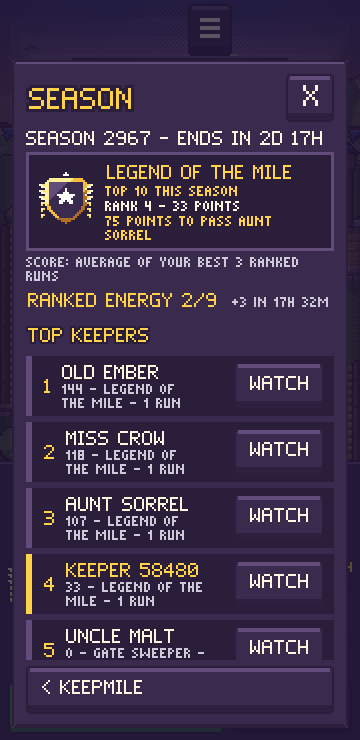 SEASON
X
SEASON 2967 - ENDS IN 2D 17H
LEGEND OF THE MILE
TOP 10 THIS SEASON
RANK 4 - 33 POINTS
75 POINTS TO PASS AUNT
SORREL
SCORE: AVERAGE OF YOUR BEST 3 RANKED
RUNS
RANKED ENERGY 2/9 +3 IN 17H 32M
TOP KEEPERS
1 OLD EMBER
144 - LEGEND OF
THE MILE - 1 RUN
WATCH
2 MISS CROW
118 - LEGEND OF
THE MILE - 1 RUN
WATCH
3 AUNT SORREL
107 - LEGEND OF
THE MILE - 1 RUN
WATCH
4 KEEPER 58480
33 - LEGEND OF THE
MILE - 1 RUN
WATCH
5 UNCLE MALT
0 - GATE SWEEPER -
WATCH
< KEEPMILE